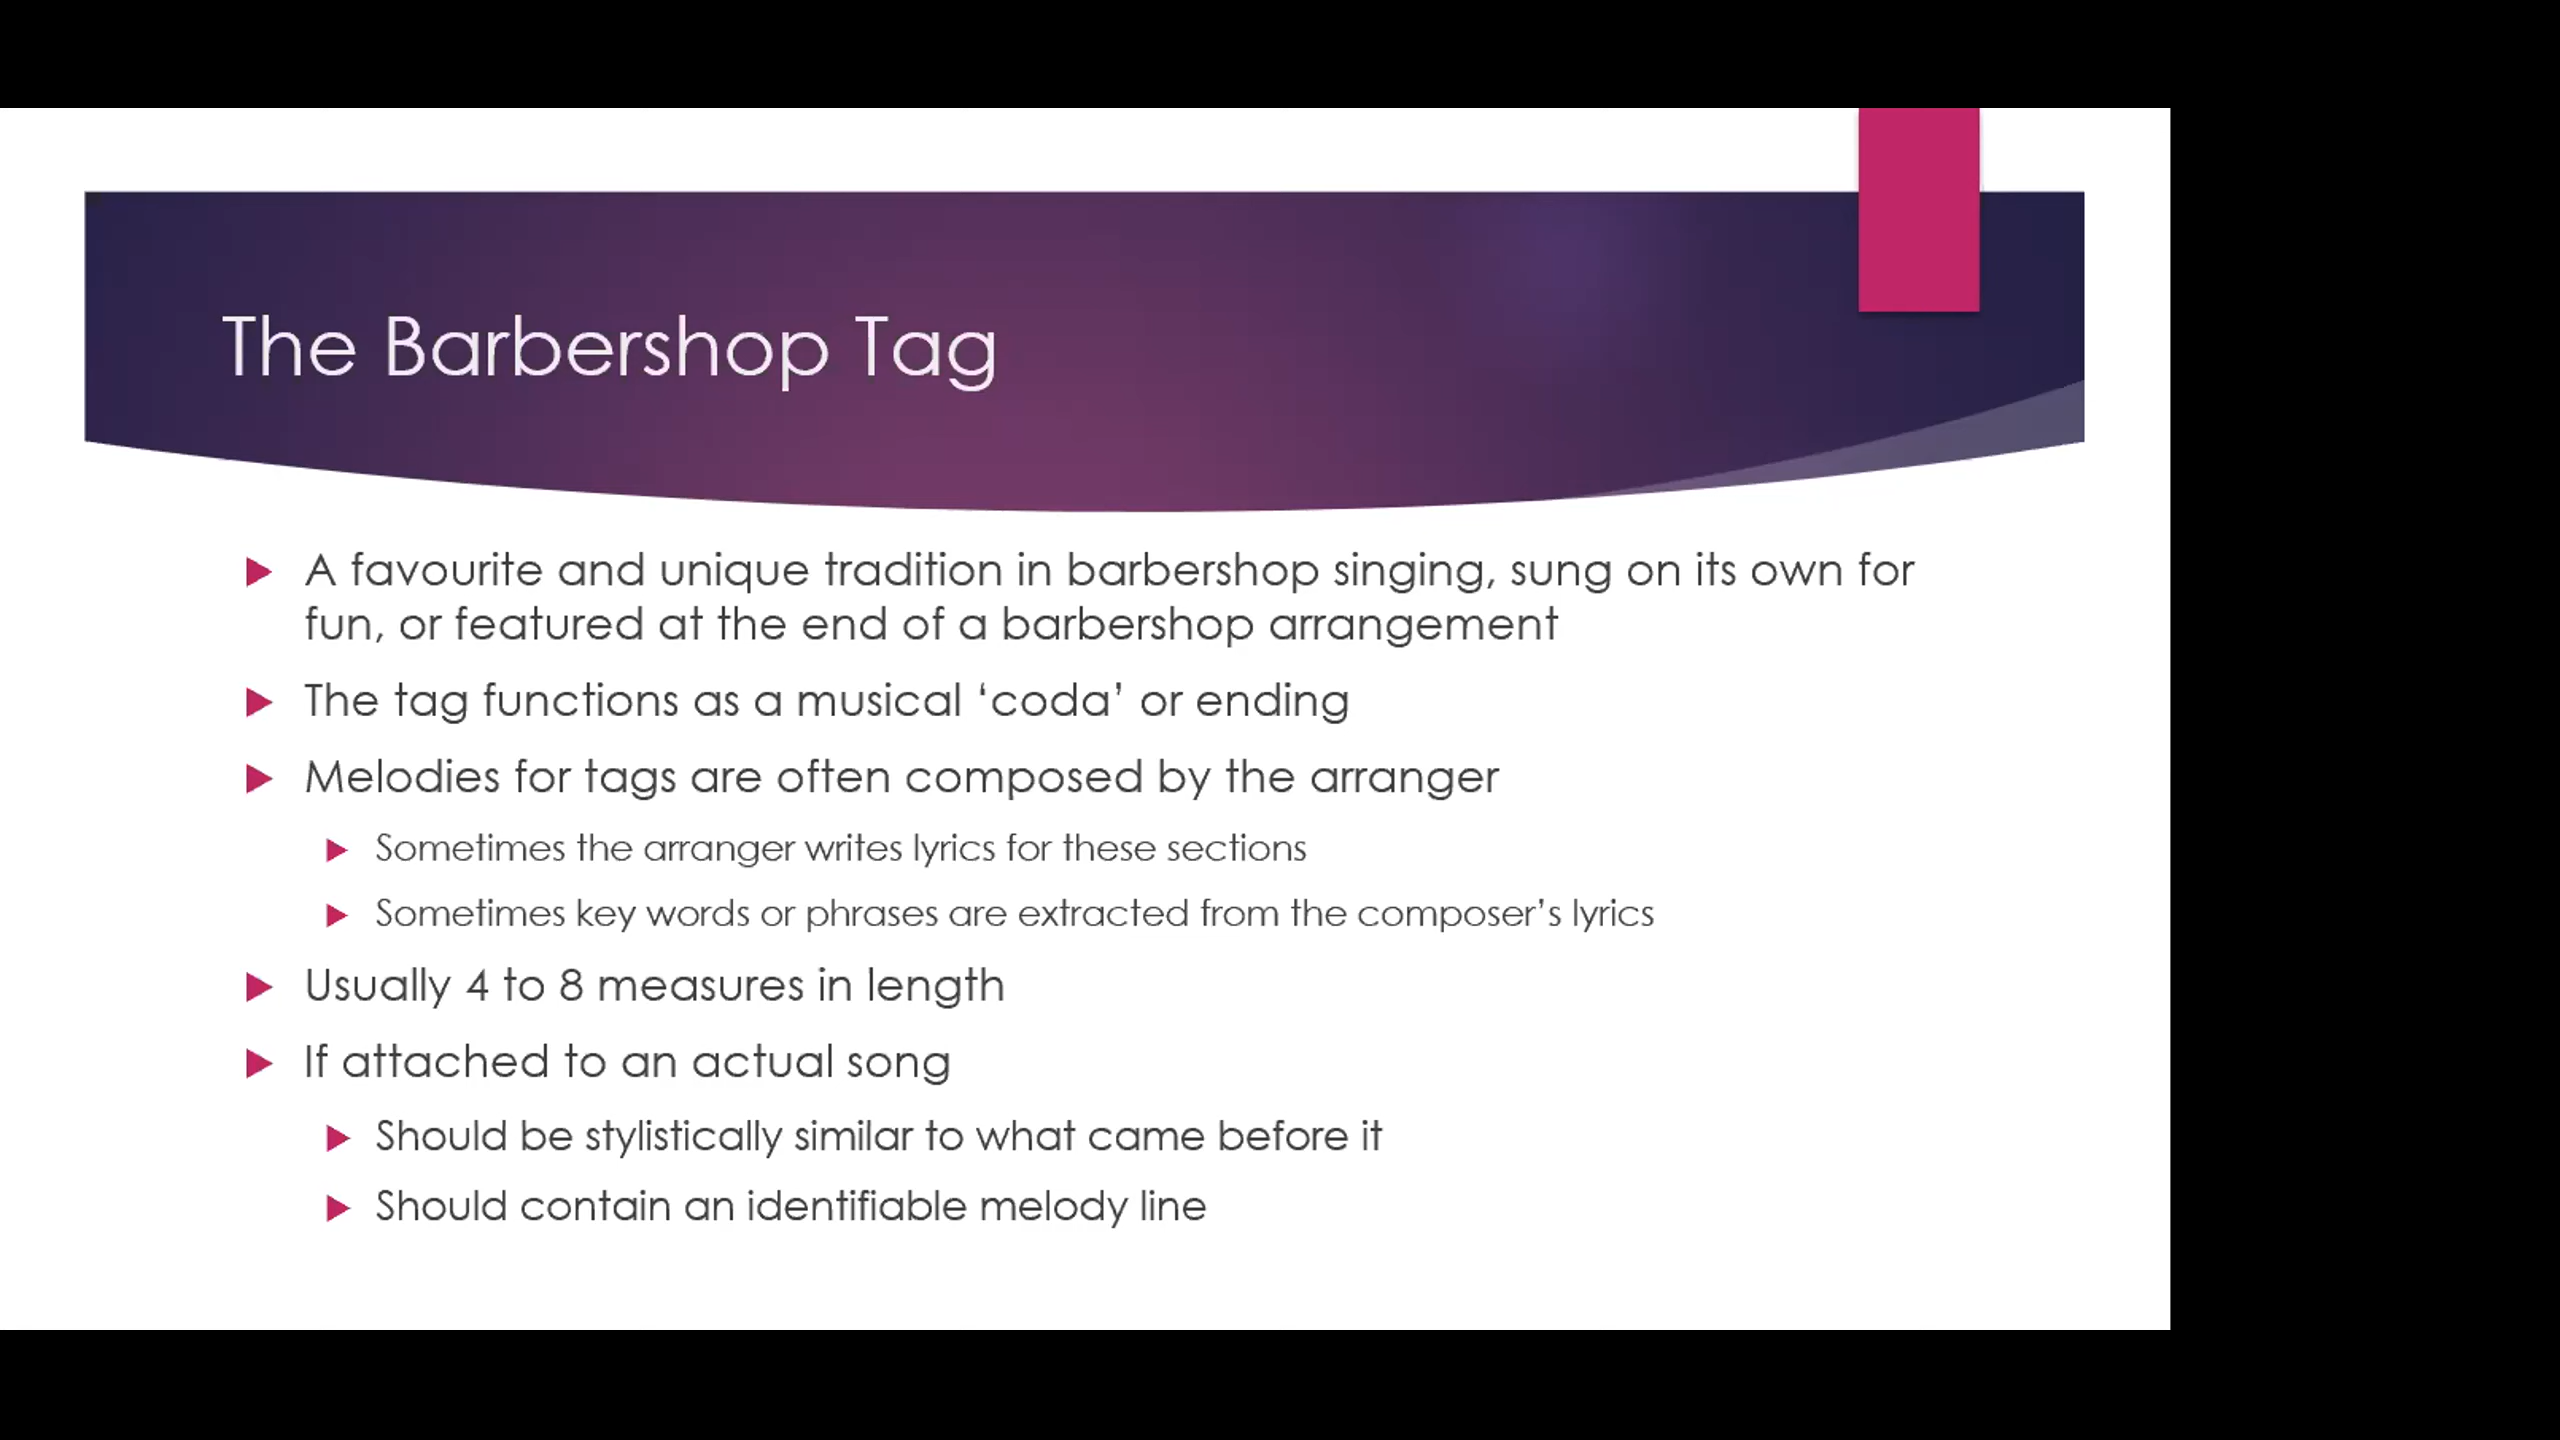 The Barbershop Tag
A favourite and unique tradition in barbershop singing, sung on its own for
fun, or featured at the end of a barbershop arrangement
The tag functions as a musical ‘coda’ or ending
Melodies for tags are often composed by the arranger
Sometimes the arranger writes lyrics for these sections
Sometimes key words or phrases are extracted from the composer’s lyrics
Usually 4 to 8 measures in length
If attached to an actual song
Should be stylistically similar to what came before it
Should contain an identifiable melody line